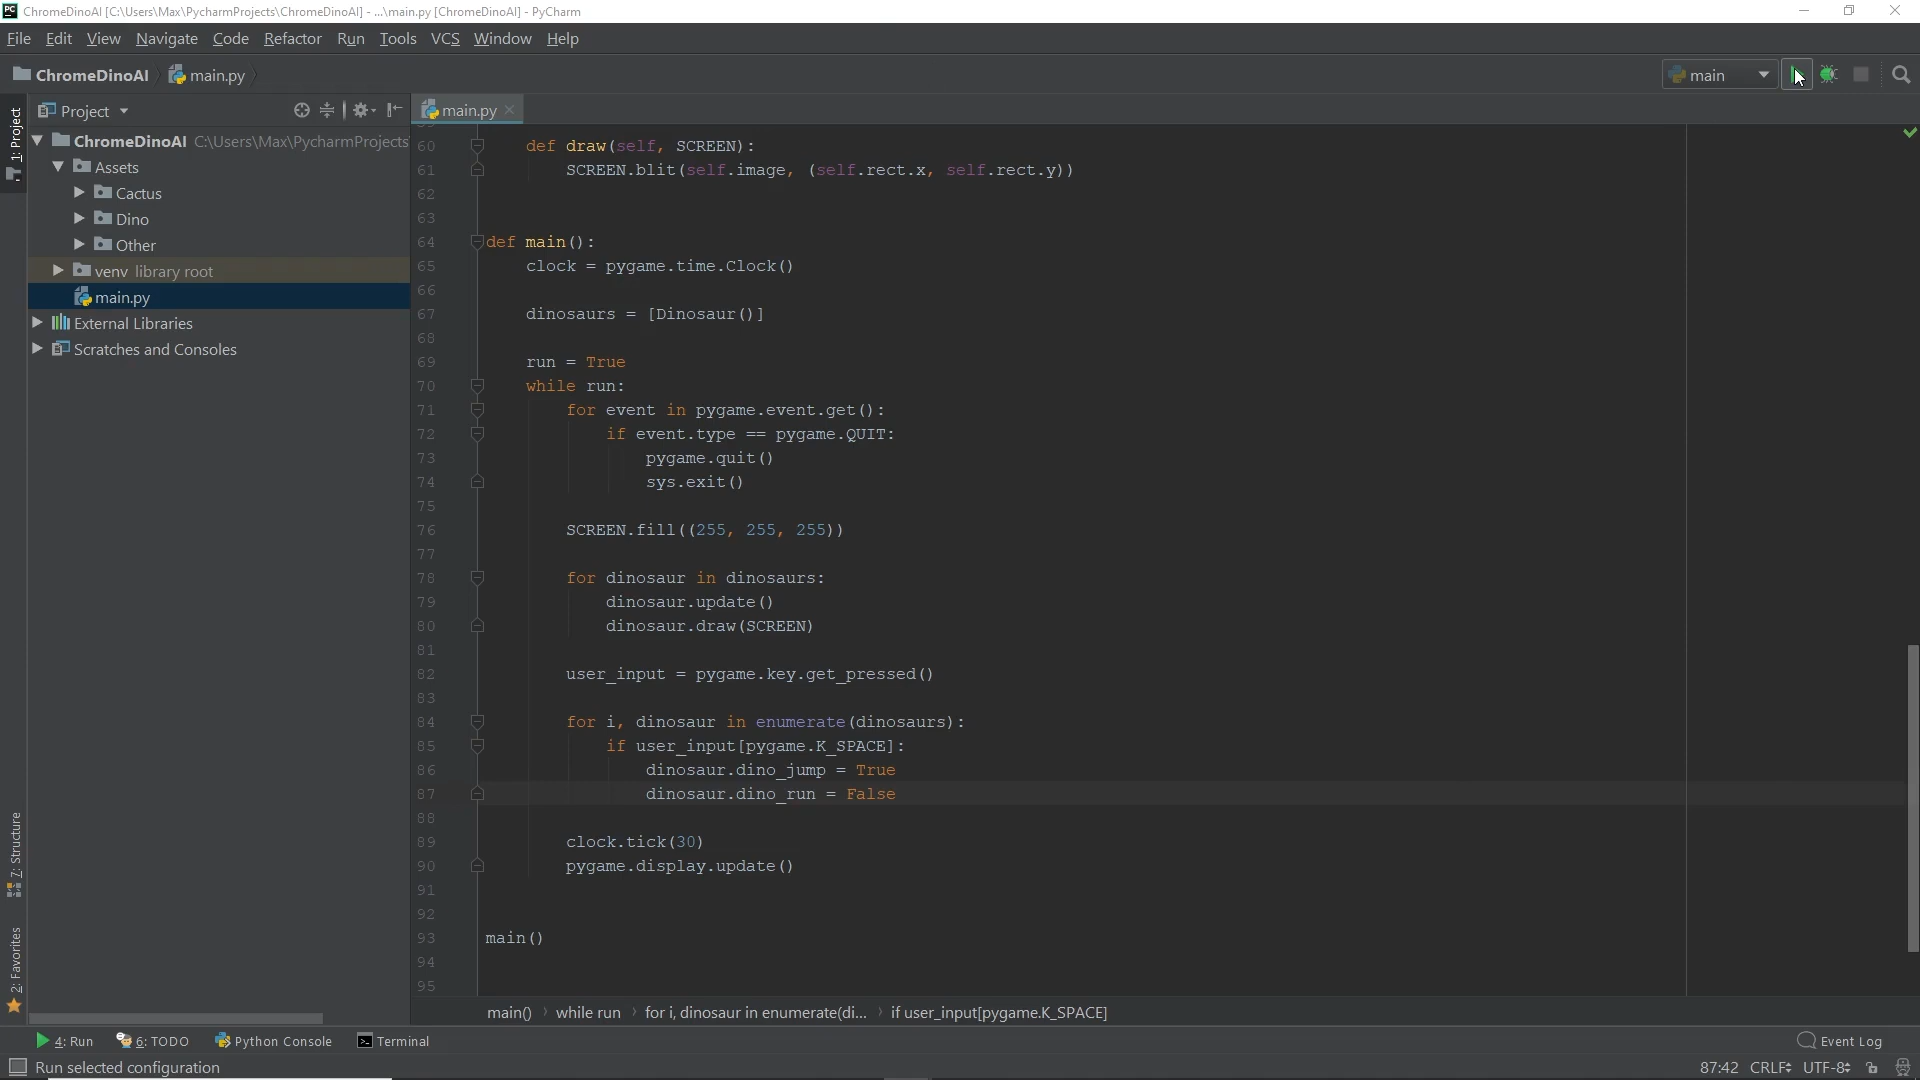 PC ChromeDinoAI [C:\Users\Max\PycharmProjects\ChromeDinoAI] - ...\main.py [ChromeDinoAI] - PyCharm
File Edit View Navigate Code Refactor Run Tools VCS Window Help
ChromeDinoAI main.py main
1: Project
Project
ChromeDinoAI C:\Users\Max\PycharmProjects
Assets
Cactus
Dino
Other
venv library root
main.py
External Libraries
Scratches and Consoles
7: Structure
2: Favorites
main.py
60 def draw(self, SCREEN):
61 SCREEN.blit(self.image, (self.rect.x, self.rect.y))
62
63
64 def main():
65 clock = pygame.time.Clock()
66
67 dinosaurs = [Dinosaur()]
68
69 run = True
70 while run:
71 for event in pygame.event.get():
72 if event.type == pygame.QUIT:
73 pygame.quit()
74 sys.exit()
75
76 SCREEN.fill((255, 255, 255))
77
78 for dinosaur in dinosaurs:
79 dinosaur.update()
80 dinosaur.draw(SCREEN)
81
82 user_input = pygame.key.get_pressed()
83
84 for i, dinosaur in enumerate(dinosaurs):
85 if user_input[pygame.K_SPACE]:
86 dinosaur.dino_jump = True
87 dinosaur.dino_run = False
88
89 clock.tick(30)
90 pygame.display.update()
91
92
93 main()
94
95
main() › while run › for i, dinosaur in enumerate(di... › if user_input[pygame.K_SPACE]
4: Run 6: TODO Python Console Terminal Event Log
Run selected configuration 87:42 CRLF UTF-8